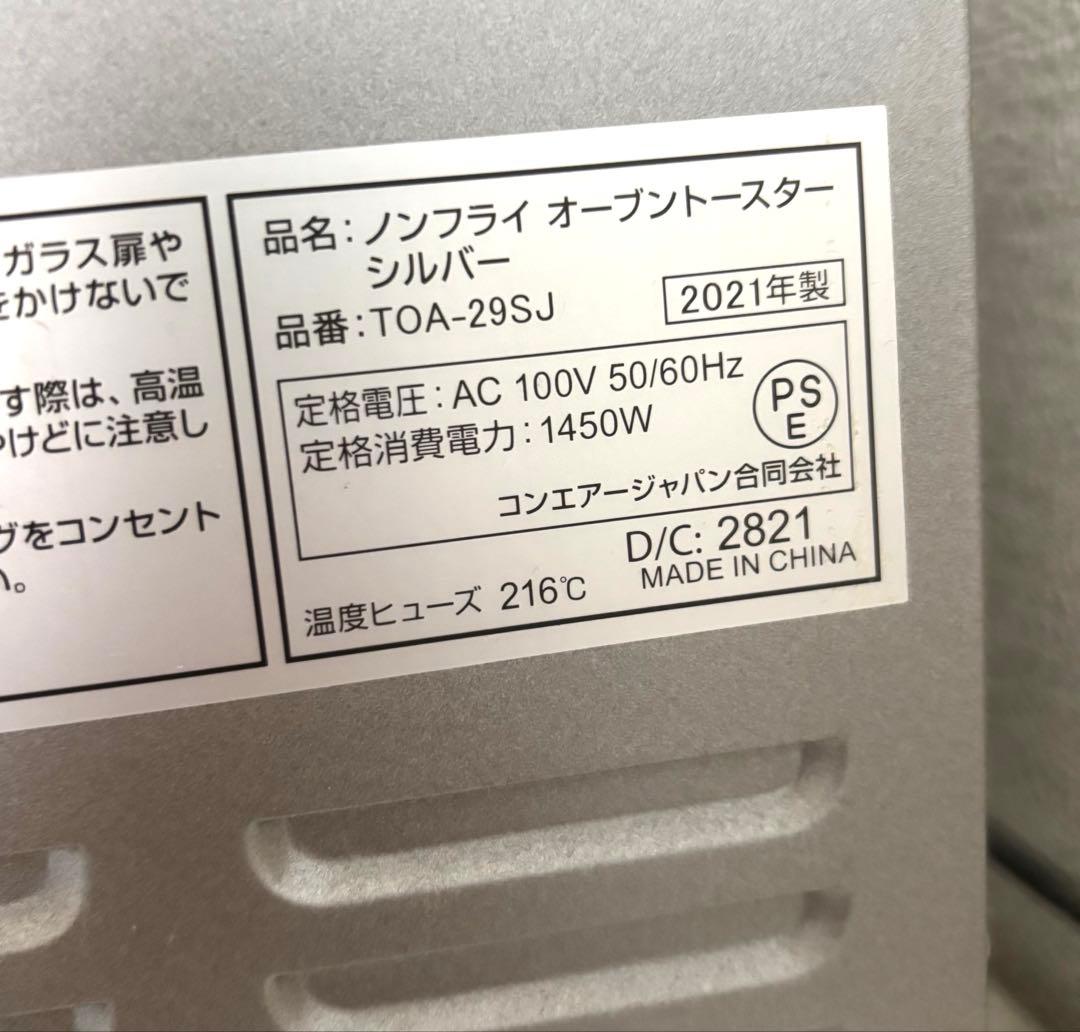 ガラス扉や
をかけないで
す際は、高温
やけどに注意し
グをコンセント
い。
品名：ノンフライ オーブントースター
シルバー
品番：TOA-29SJ
2021年製
定格電圧：AC 100V 50/60Hz
定格消費電力：1450W
PS
E
コンエアージャパン合同会社
D/C: 2821
温度ヒューズ 216℃
MADE IN CHINA